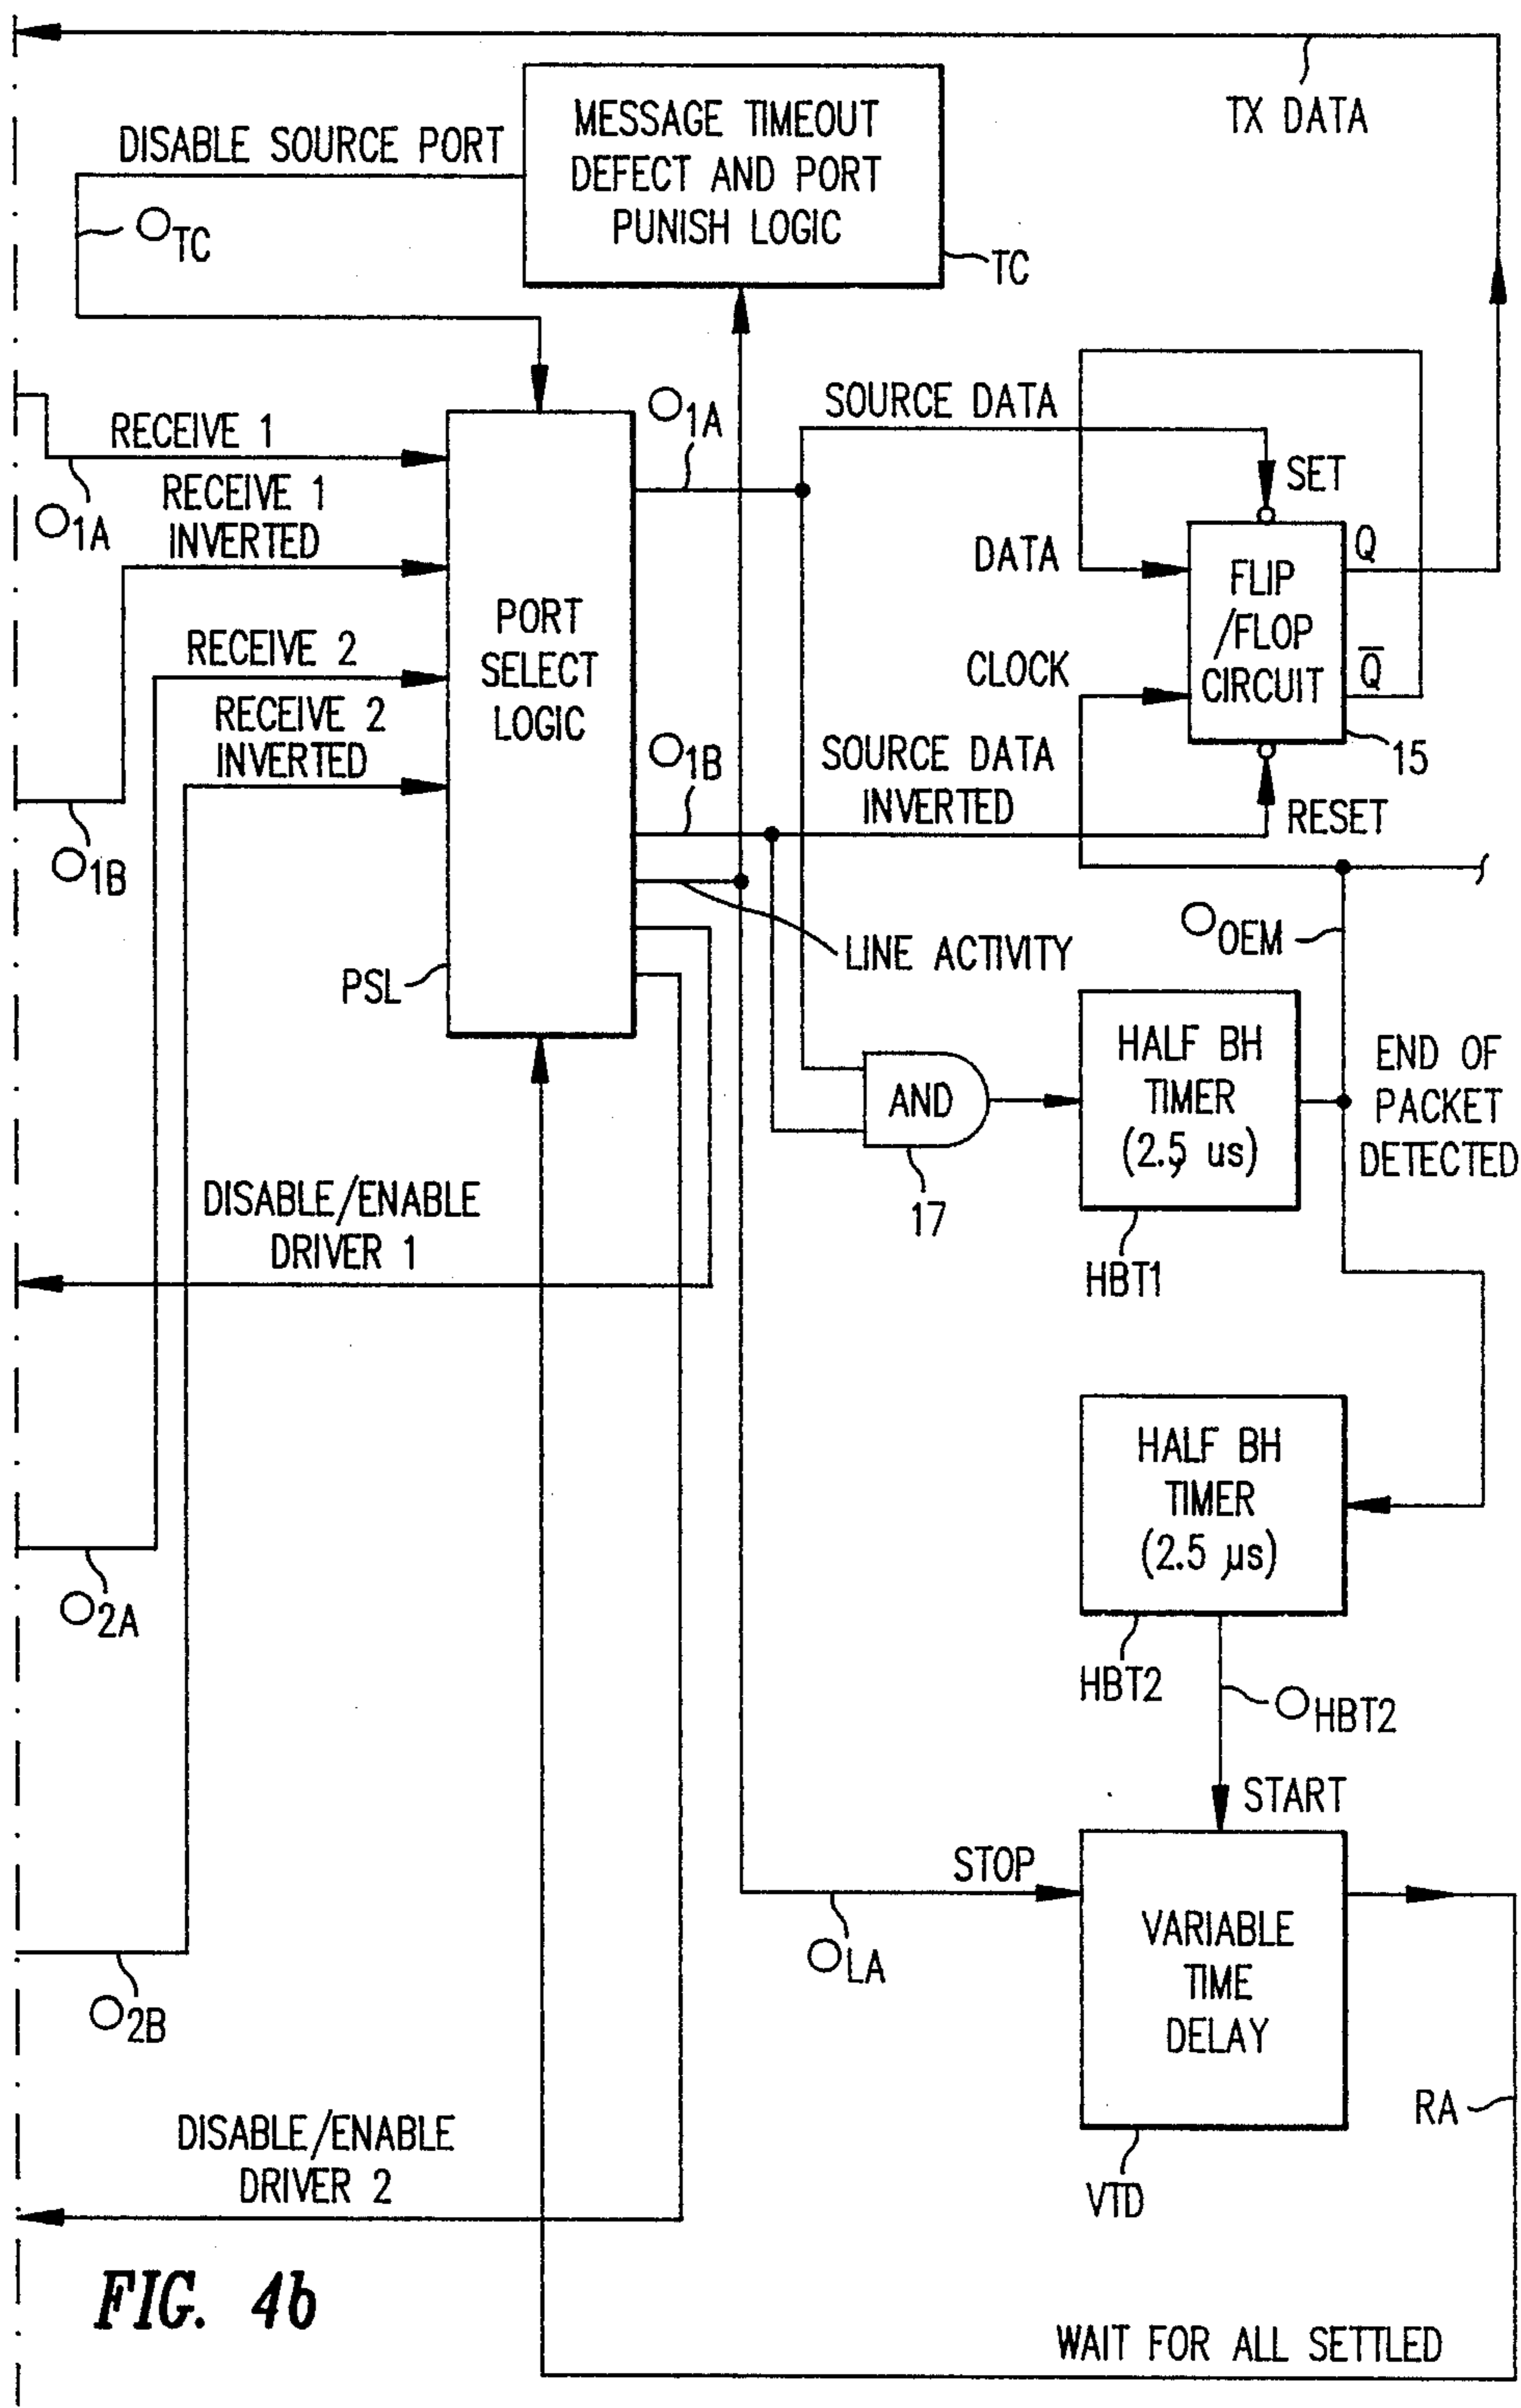 TX DATA
MESSAGE TIMEOUT
DEFECT AND PORT
PUNISH LOGIC
DISABLE SOURCE PORT
O TC
TC
O 1A
SOURCE DATA
RECEIVE 1
SET
O 1A
RECEIVE 1
INVERTED
DATA
Q
FLIP
/FLOP
CIRCUIT
PORT
SELECT
LOGIC
RECEIVE 2
CLOCK
Q̅
RECEIVE 2
INVERTED
O 1B
SOURCE DATA
INVERTED
15
RESET
O 1B
O OEM
LINE ACTIVITY
PSL
HALF BH
TIMER
(2.5 us)
END OF
PACKET
DETECTED
AND
17
DISABLE/ENABLE
DRIVER 1
HBT1
HALF BH
TIMER
(2.5 µs)
O 2A
HBT2
O HBT2
START
STOP
O LA
VARIABLE
TIME
DELAY
O 2B
RA
DISABLE/ENABLE
DRIVER 2
VTD
FIG. 4b
WAIT FOR ALL SETTLED